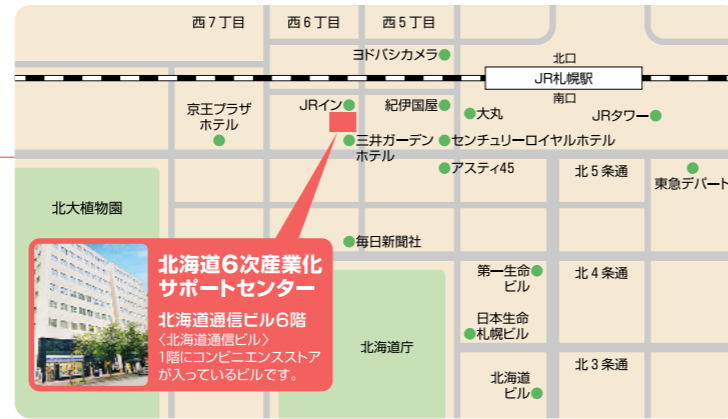 西7丁目
西6丁目
西5丁目
ヨドバシカメラ
北口
JR札幌駅
南口
京王プラザ
ホテル
JRイン
紀伊国屋
大丸
JRタワー
三井ガーデン
ホテル
センチュリーロイヤルホテル
アスティ45
北5条通
東急デパート
北大植物園
毎日新聞社
北海道6次産業化
サポートセンター
北海道通信ビル6階
〈北海道通信ビル〉
1階にコンビニエンスストア
が入っているビルです。
第一生命
ビル
北4条通
日本生命
札幌ビル
北海道庁
北3条通
北海道
ビル